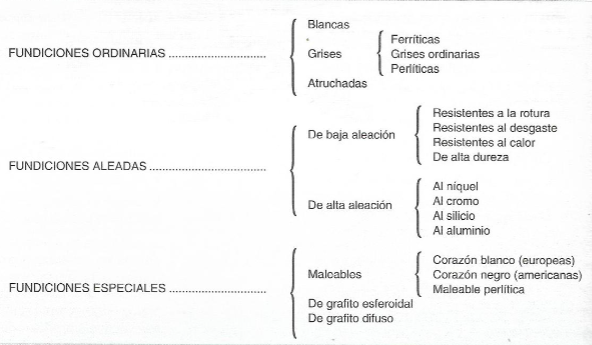 FUNDICIONES ORDINARIAS
Blancas
Grises
Ferríticas
Grises ordinarias
Perlíticas
Atruchadas
FUNDICIONES ALEADAS
De baja aleación
Resistentes a la rotura
Resistentes al desgaste
Resistentes al calor
De alta dureza
De alta aleación
Al níquel
Al cromo
Al silicio
Al aluminio
FUNDICIONES ESPECIALES
Maleables
Corazón blanco (europeas)
Corazón negro (americanas)
Maleable perlítica
De grafito esferoidal
De grafito difuso